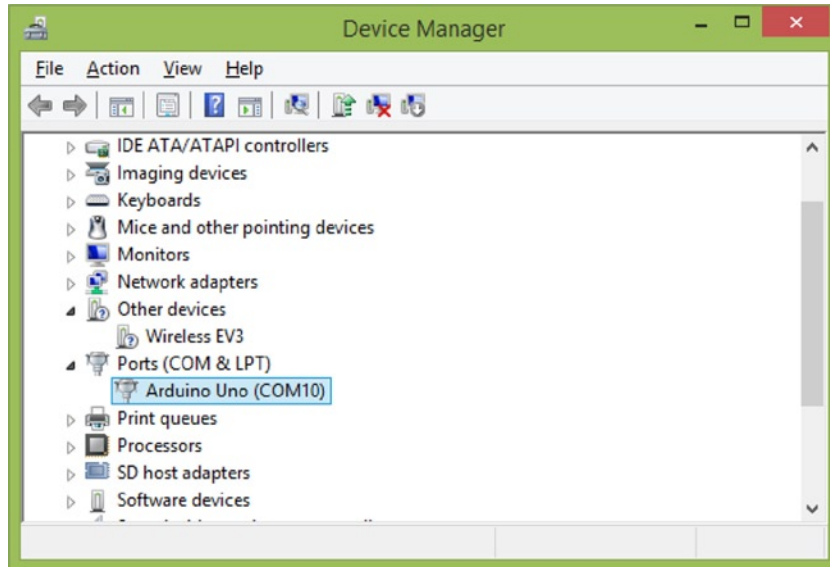 Device Manager
File Action View Help
IDE ATA/ATAPI controllers
Imaging devices
Keyboards
Mice and other pointing devices
Monitors
Network adapters
Other devices
Wireless EV3
Ports (COM & LPT)
Arduino Uno (COM10)
Print queues
Processors
SD host adapters
Software devices